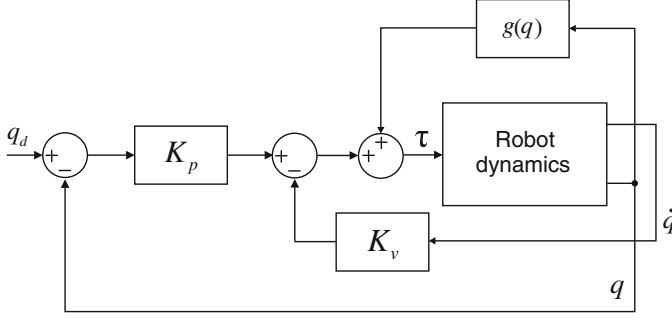 g(q)
q_d
+
−
K_p
+
−
+
+
τ
Robot
dynamics
K_v
q̇
q